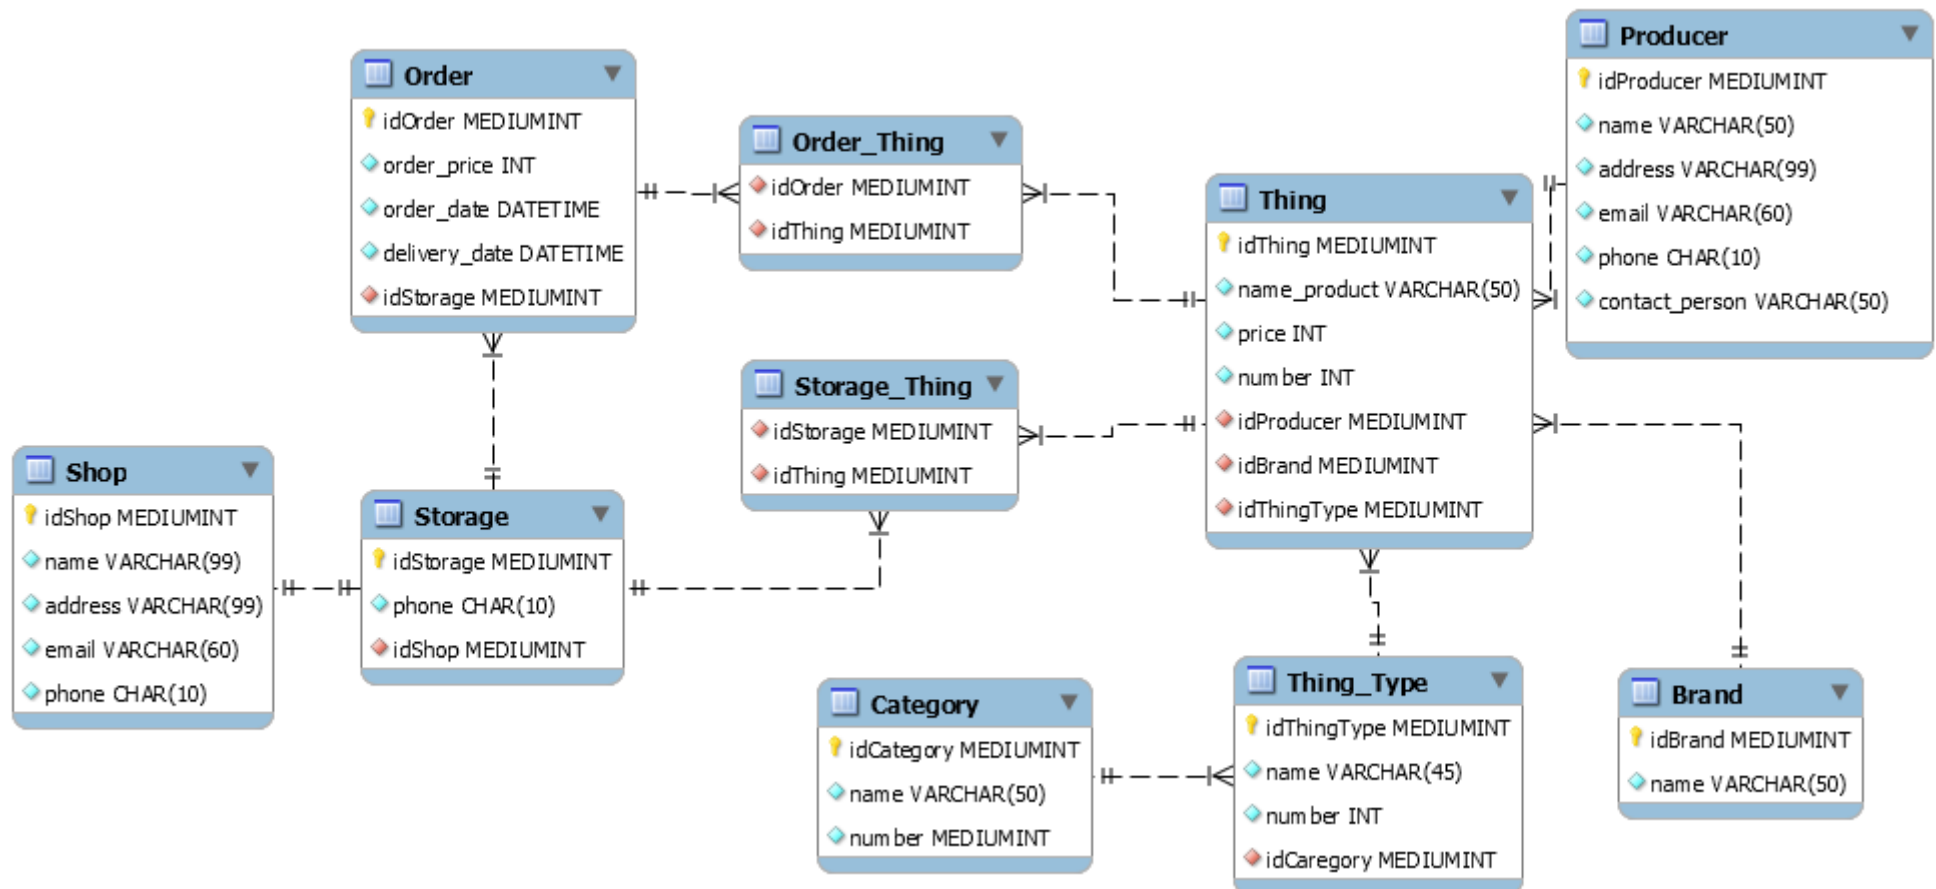 Order
idOrder MEDIUMINT
order_price INT
order_date DATETIME
delivery_date DATETIME
idStorage MEDIUMINT
Order_Thing
idOrder MEDIUMINT
idThing MEDIUMINT
Thing
idThing MEDIUMINT
name_product VARCHAR(50)
price INT
number INT
idProducer MEDIUMINT
idBrand MEDIUMINT
idThingType MEDIUMINT
Producer
idProducer MEDIUMINT
name VARCHAR(50)
address VARCHAR(99)
email VARCHAR(60)
phone CHAR(10)
contact_person VARCHAR(50)
Storage_Thing
idStorage MEDIUMINT
idThing MEDIUMINT
Shop
idShop MEDIUMINT
name VARCHAR(99)
address VARCHAR(99)
email VARCHAR(60)
phone CHAR(10)
Storage
idStorage MEDIUMINT
phone CHAR(10)
idShop MEDIUMINT
Category
idCategory MEDIUMINT
name VARCHAR(50)
number MEDIUMINT
Thing_Type
idThingType MEDIUMINT
name VARCHAR(45)
number INT
idCaregory MEDIUMINT
Brand
idBrand MEDIUMINT
name VARCHAR(50)